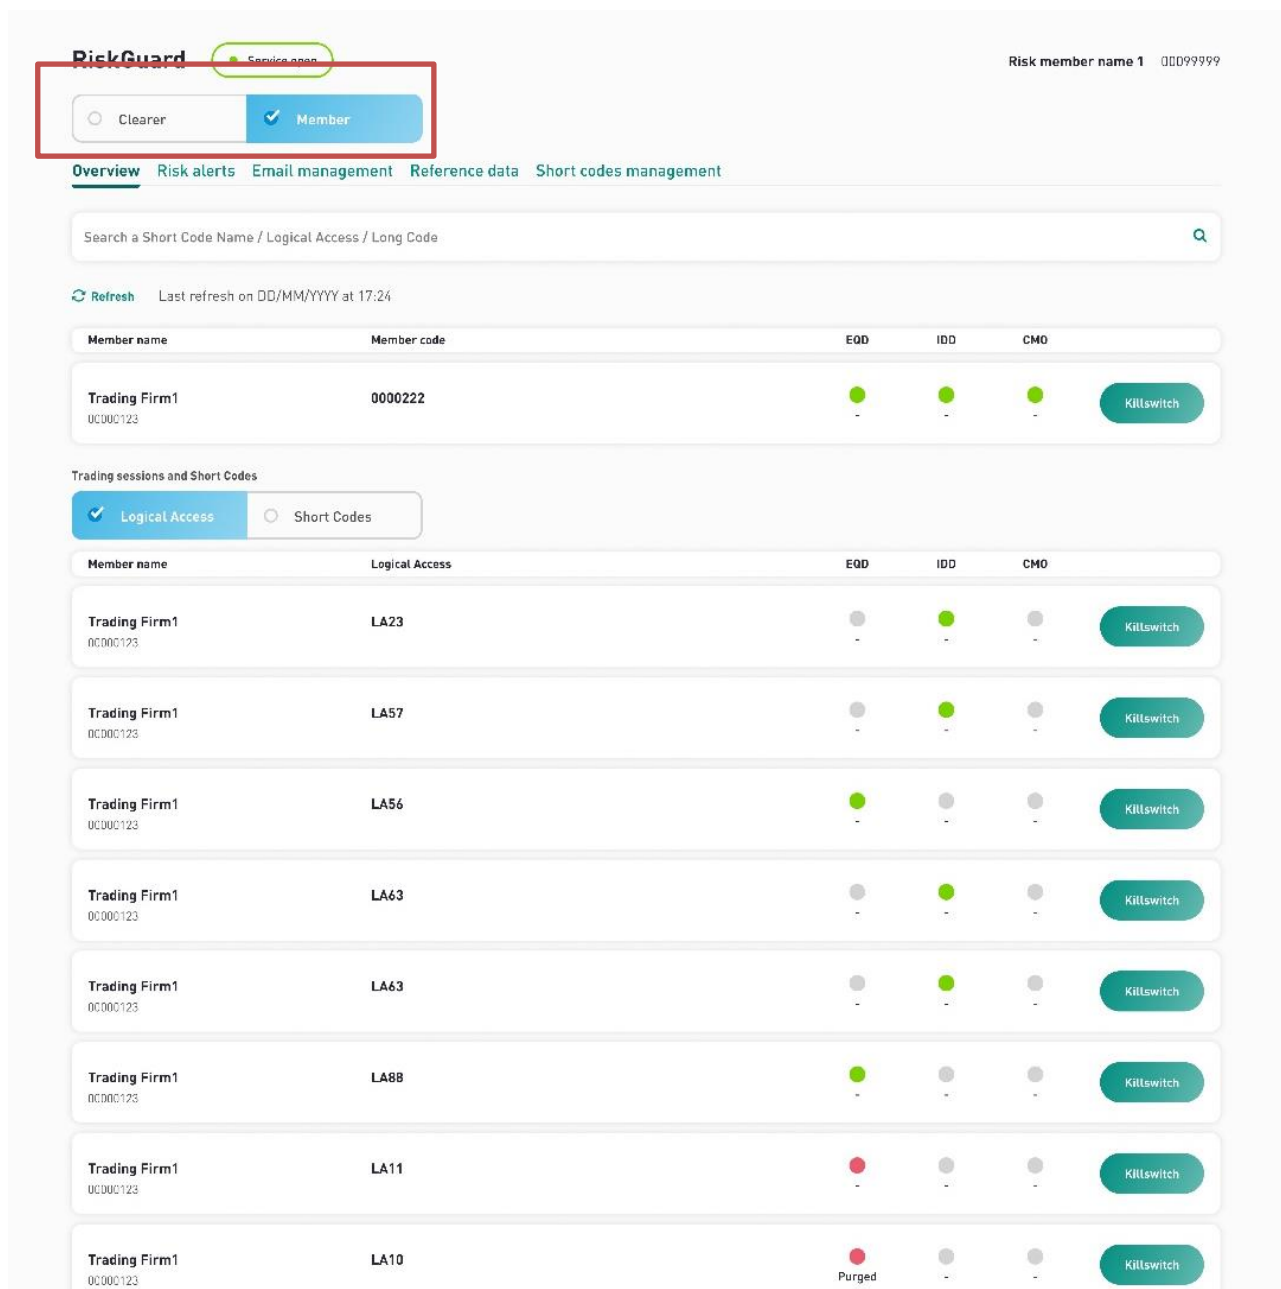 RiskGuard Service open Risk member name 1 00099999
Clearer Member
Overview Risk alerts Email management Reference data Short codes management
Search a Short Code Name / Logical Access / Long Code
Refresh Last refresh on DD/MM/YYYY at 17:24
Member name Member code EQD IDD CMO
Trading Firm1 0000222 Killswitch
00000123 - - -
Trading sessions and Short Codes
Logical Access Short Codes
Member name Logical Access EQD IDD CMO
Trading Firm1 LA23 Killswitch
00000123 - - -
Trading Firm1 LA57 Killswitch
00000123 - - -
Trading Firm1 LA56 Killswitch
00000123 - - -
Trading Firm1 LA63 Killswitch
00000123 - - -
Trading Firm1 LA63 Killswitch
00000123 - - -
Trading Firm1 LA88 Killswitch
00000123 - - -
Trading Firm1 LA11 Killswitch
00000123 - - -
Trading Firm1 LA10 Killswitch
00000123 Purged - -